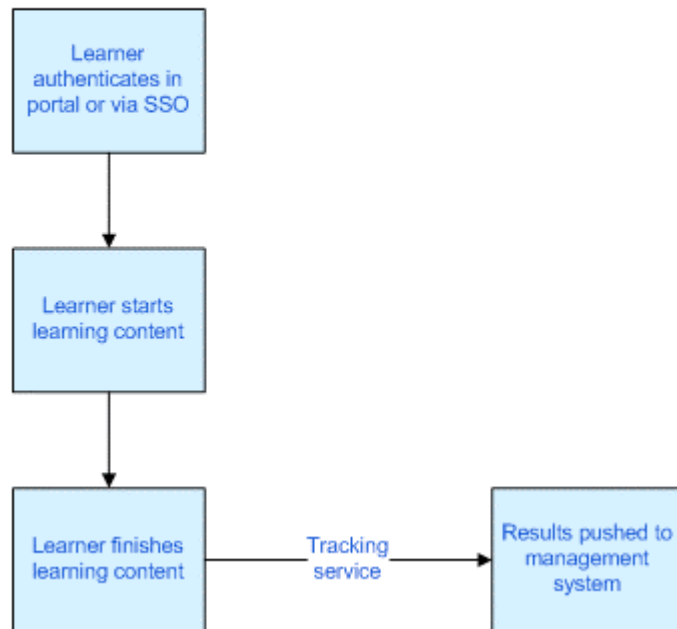 Learner
authenticates in
portal or via SSO
Learner starts
learning content
Learner finishes
learning content
Tracking
service
Results pushed to
management
system